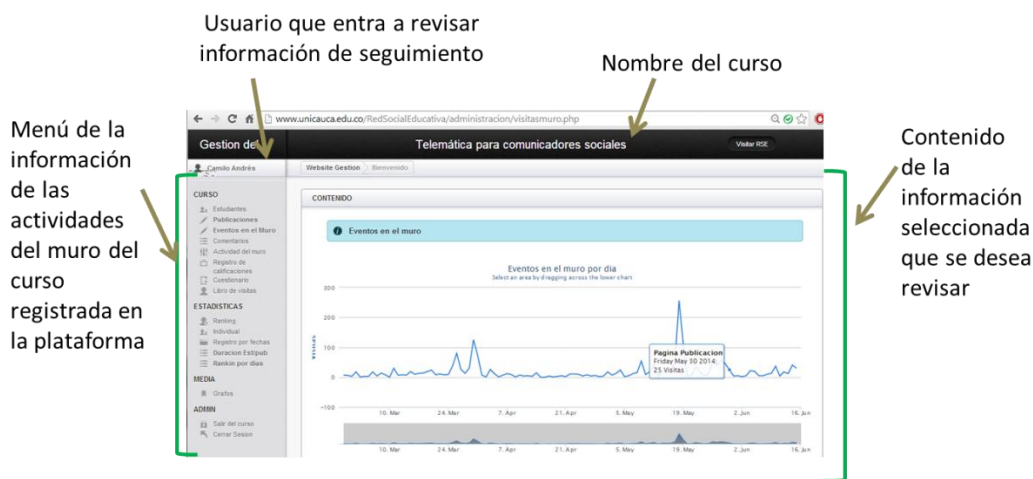 Usuario que entra a revisar
información de seguimiento
Nombre del curso
Menú de la
información
de las
actividades
del muro del
curso
registrada en
la plataforma
Contenido
de la
información
seleccionada
que se desea
revisar
www.unicauca.edu.co/RedSocialEducativa/administracion/visitasmuro.php
Gestion de
Telemática para comunicadores sociales
Visitar RSE
Camilo Andrés
Website Gestion
Bienvenido
CURSO
Estudiantes
Publicaciones
Eventos en el Muro
Comentarios
Actividad del muro
Registro de
calificaciones
Cuestionario
Libro de visitas
ESTADISTICAS
Ranking
Individual
Registro por fechas
Duracion Est/pub
Rankin por dias
MEDIA
Grafos
ADMIN
Salir del curso
Cerrar Sesion
CONTENIDO
Eventos en el muro
Eventos en el muro por dia
Select an area by dragging across the lower chart
Visitas
300
200
100
0
-100
Pagina Publicacion
Friday May 30 2014:
25 Visitas
10. Mar 24. Mar 7. Apr 21. Apr 5. May 19. May 2. Jun 16. Jun
10. Mar 24. Mar 7. Apr 21. Apr 5. May 19. May 2. Jun 16. Jun